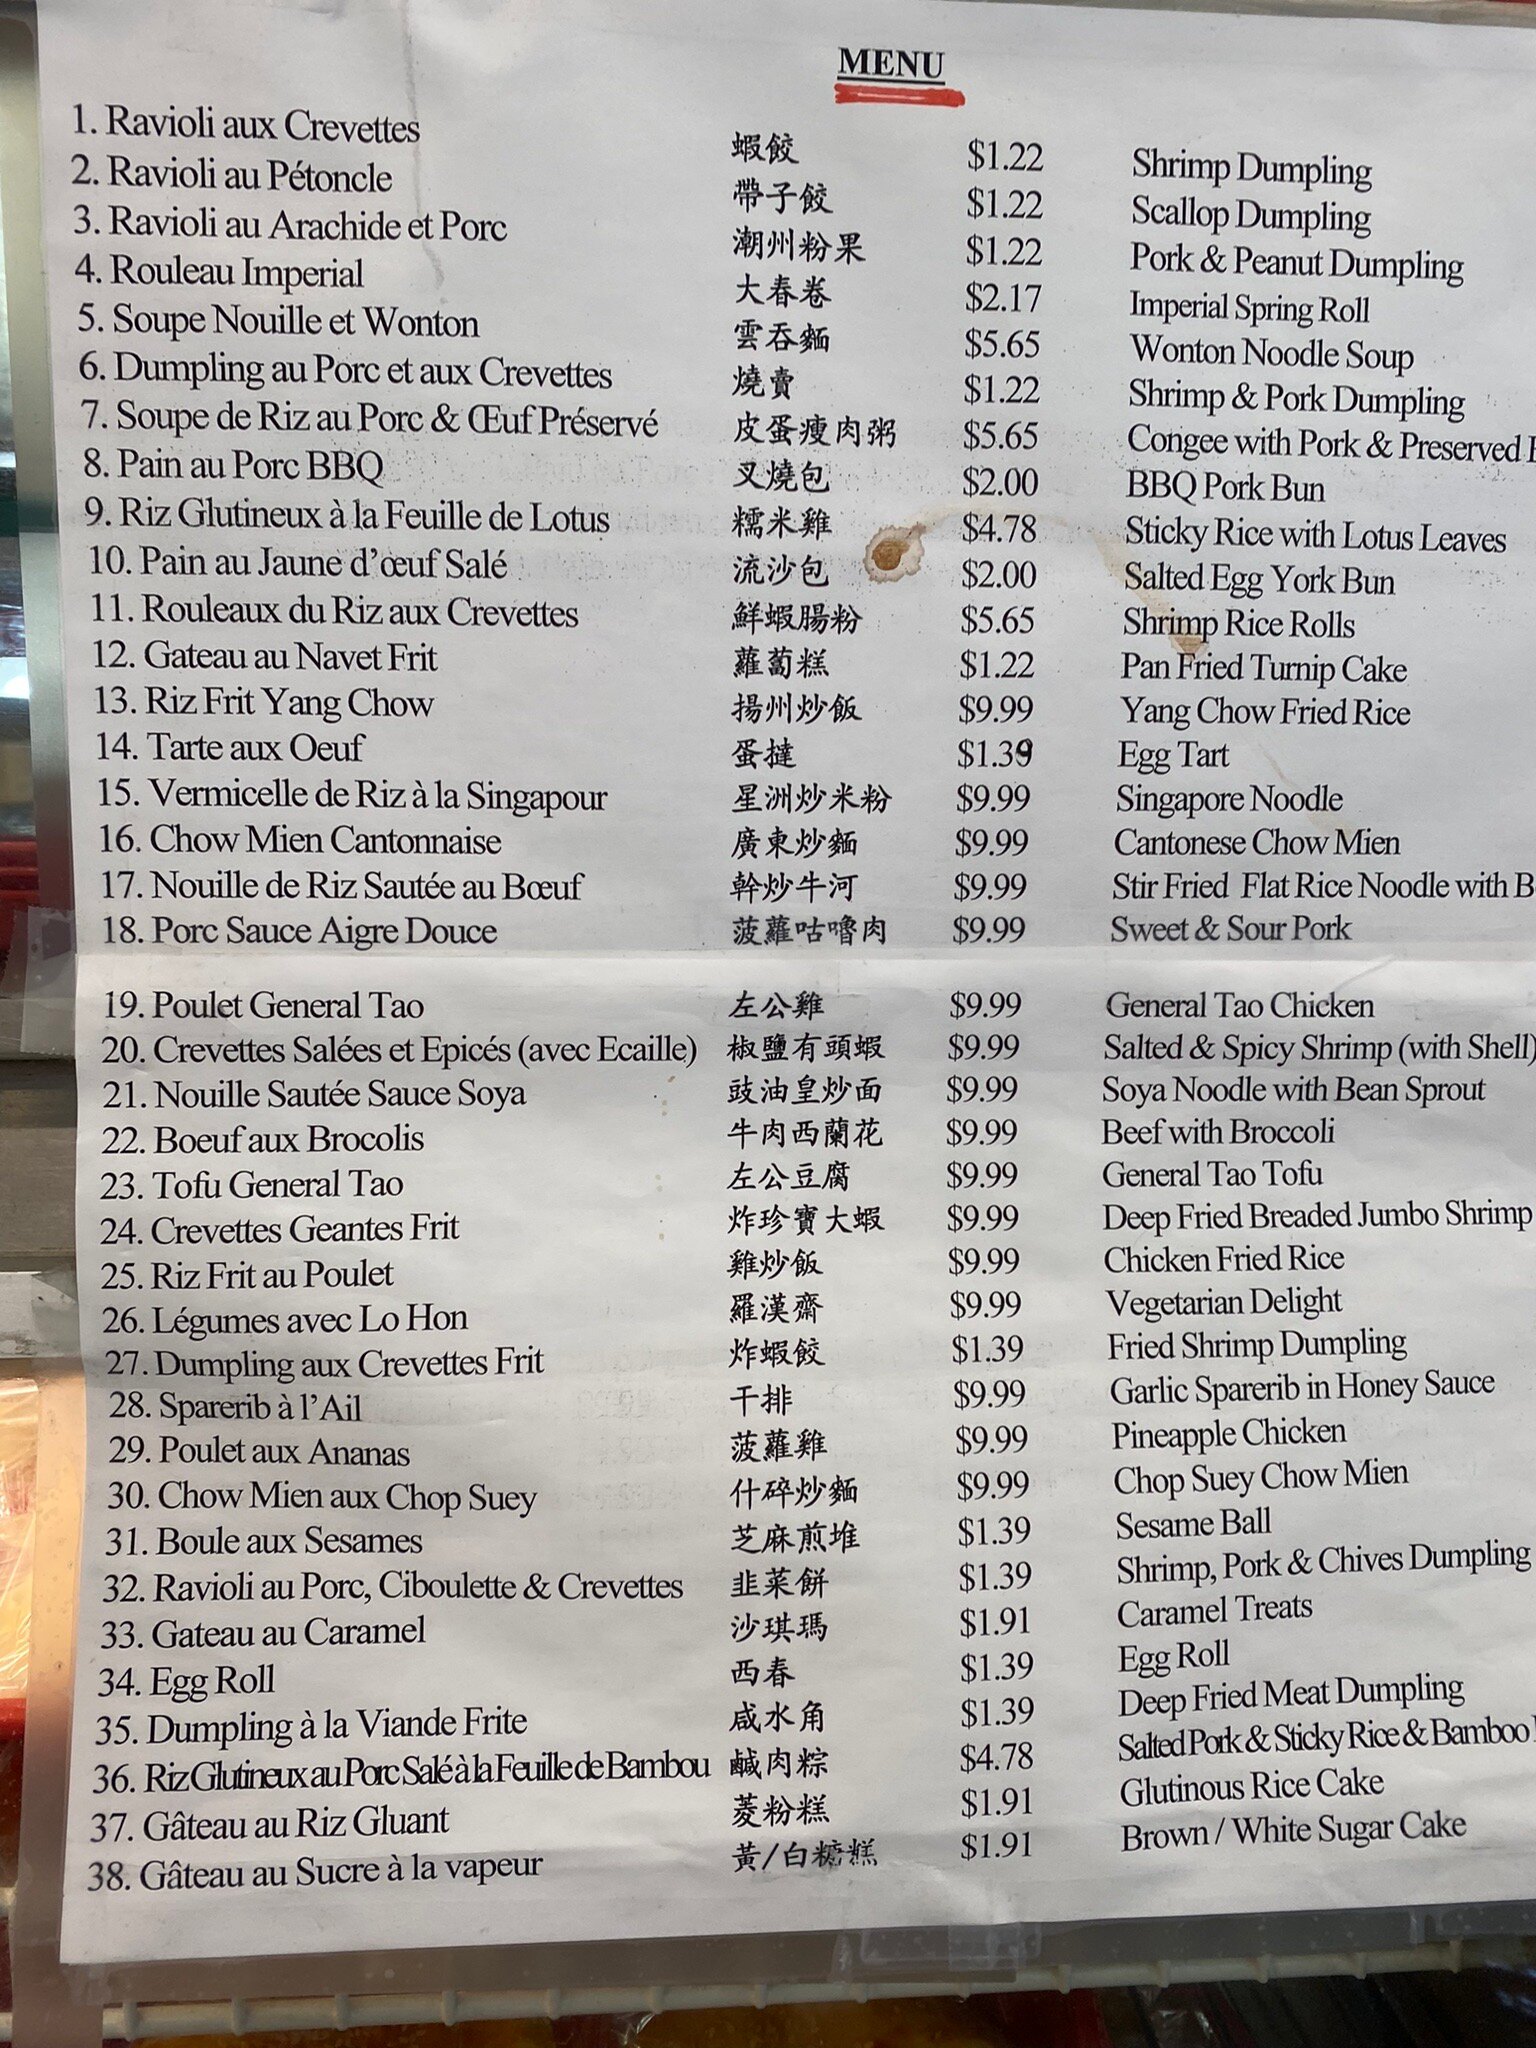 MENU
1. Ravioli aux Crevettes 蝦餃 $1.22 Shrimp Dumpling
2. Ravioli au Pétoncle 帶子餃 $1.22 Scallop Dumpling
3. Ravioli au Arachide et Porc 潮州粉果 $1.22 Pork & Peanut Dumpling
4. Rouleau Imperial 大春卷 $2.17 Imperial Spring Roll
5. Soupe Nouille et Wonton 雲吞麵 $5.65 Wonton Noodle Soup
6. Dumpling au Porc et aux Crevettes 燒賣 $1.22 Shrimp & Pork Dumpling
7. Soupe de Riz au Porc & Œuf Préservé 皮蛋瘦肉粥 $5.65 Congee with Pork & Preserved
8. Pain au Porc BBQ 叉燒包 $2.00 BBQ Pork Bun
9. Riz Glutineux à la Feuille de Lotus 糯米雞 $4.78 Sticky Rice with Lotus Leaves
10. Pain au Jaune d’œuf Salé 流沙包 $2.00 Salted Egg York Bun
11. Rouleaux du Riz aux Crevettes 鮮蝦腸粉 $5.65 Shrimp Rice Rolls
12. Gateau au Navet Frit 蘿蔔糕 $1.22 Pan Fried Turnip Cake
13. Riz Frit Yang Chow 揚州炒飯 $9.99 Yang Chow Fried Rice
14. Tarte aux Oeuf 蛋撻 $1.39 Egg Tart
15. Vermicelle de Riz à la Singapour 星洲炒米粉 $9.99 Singapore Noodle
16. Chow Mien Cantonnaise 廣東炒麵 $9.99 Cantonese Chow Mien
17. Nouille de Riz Sautée au Bœuf 幹炒牛河 $9.99 Stir Fried Flat Rice Noodle with
18. Porc Sauce Aigre Douce 菠蘿咕嚕肉 $9.99 Sweet & Sour Pork
19. Poulet General Tao 左公雞 $9.99 General Tao Chicken
20. Crevettes Salées et Epicés (avec Ecaille) 椒鹽有頭蝦 $9.99 Salted & Spicy Shrimp (with Shell)
21. Nouille Sautée Sauce Soya 豉油皇炒面 $9.99 Soya Noodle with Bean Sprout
22. Boeuf aux Brocolis 牛肉西蘭花 $9.99 Beef with Broccoli
23. Tofu General Tao 左公豆腐 $9.99 General Tao Tofu
24. Crevettes Geantes Frit 炸珍寶大蝦 $9.99 Deep Fried Breaded Jumbo Shrimp
25. Riz Frit au Poulet 雞炒飯 $9.99 Chicken Fried Rice
26. Légumes avec Lo Hon 羅漢齋 $9.99 Vegetarian Delight
27. Dumpling aux Crevettes Frit 炸蝦餃 $1.39 Fried Shrimp Dumpling
28. Sparerib à l’Ail 干排 $9.99 Garlic Sparerib in Honey Sauce
29. Poulet aux Ananas 菠蘿雞 $9.99 Pineapple Chicken
30. Chow Mien aux Chop Suey 什碎炒麵 $9.99 Chop Suey Chow Mien
31. Boule aux Sesames 芝麻煎堆 $1.39 Sesame Ball
32. Ravioli au Porc, Ciboulette & Crevettes 韭菜餅 $1.39 Shrimp, Pork & Chives Dumpling
33. Gateau au Caramel 沙琪瑪 $1.91 Caramel Treats
34. Egg Roll 西春 $1.39 Egg Roll
35. Dumpling à la Viande Frite 咸水角 $1.39 Deep Fried Meat Dumpling
36. Riz Glutineux au Porc Salé à la Feuille de Bambou 鹹肉粽 $4.78 Salted Pork & Sticky Rice & Bamboo
37. Gâteau au Riz Gluant 菱粉糕 $1.91 Glutinous Rice Cake
38. Gâteau au Sucre à la vapeur 黃/白糖糕 $1.91 Brown / White Sugar Cake